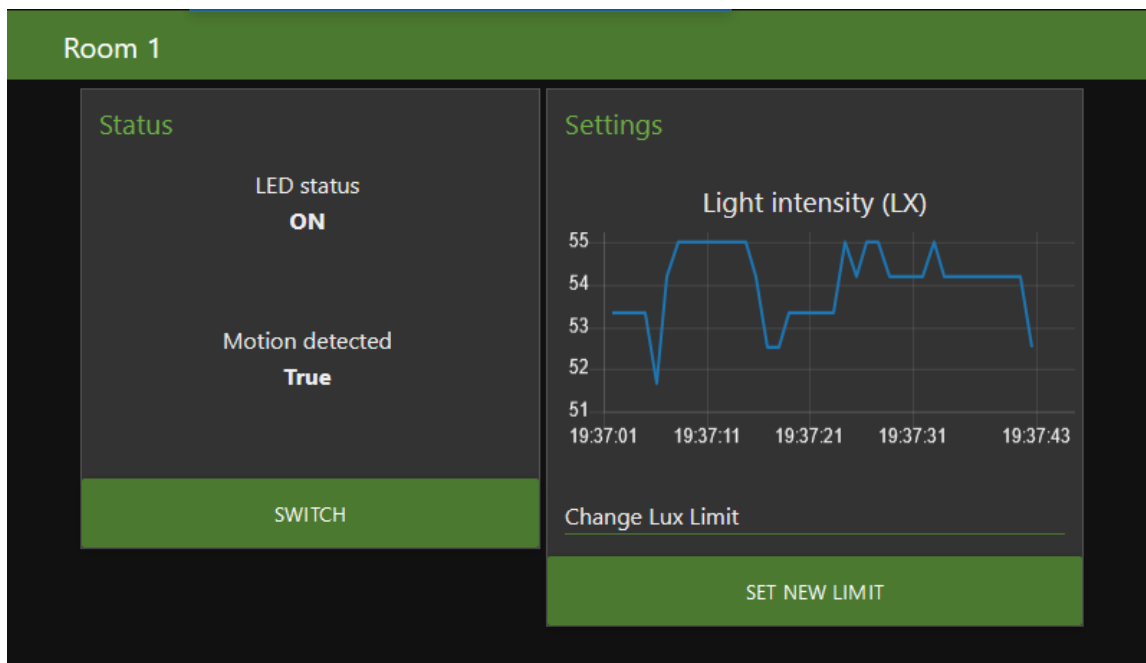 Room 1
Status
LED status
ON
Motion detected
True
SWITCH
Settings
Light intensity (LX)
55
54
53
52
51
19:37:01 19:37:11 19:37:21 19:37:31 19:37:43
Change Lux Limit
SET NEW LIMIT